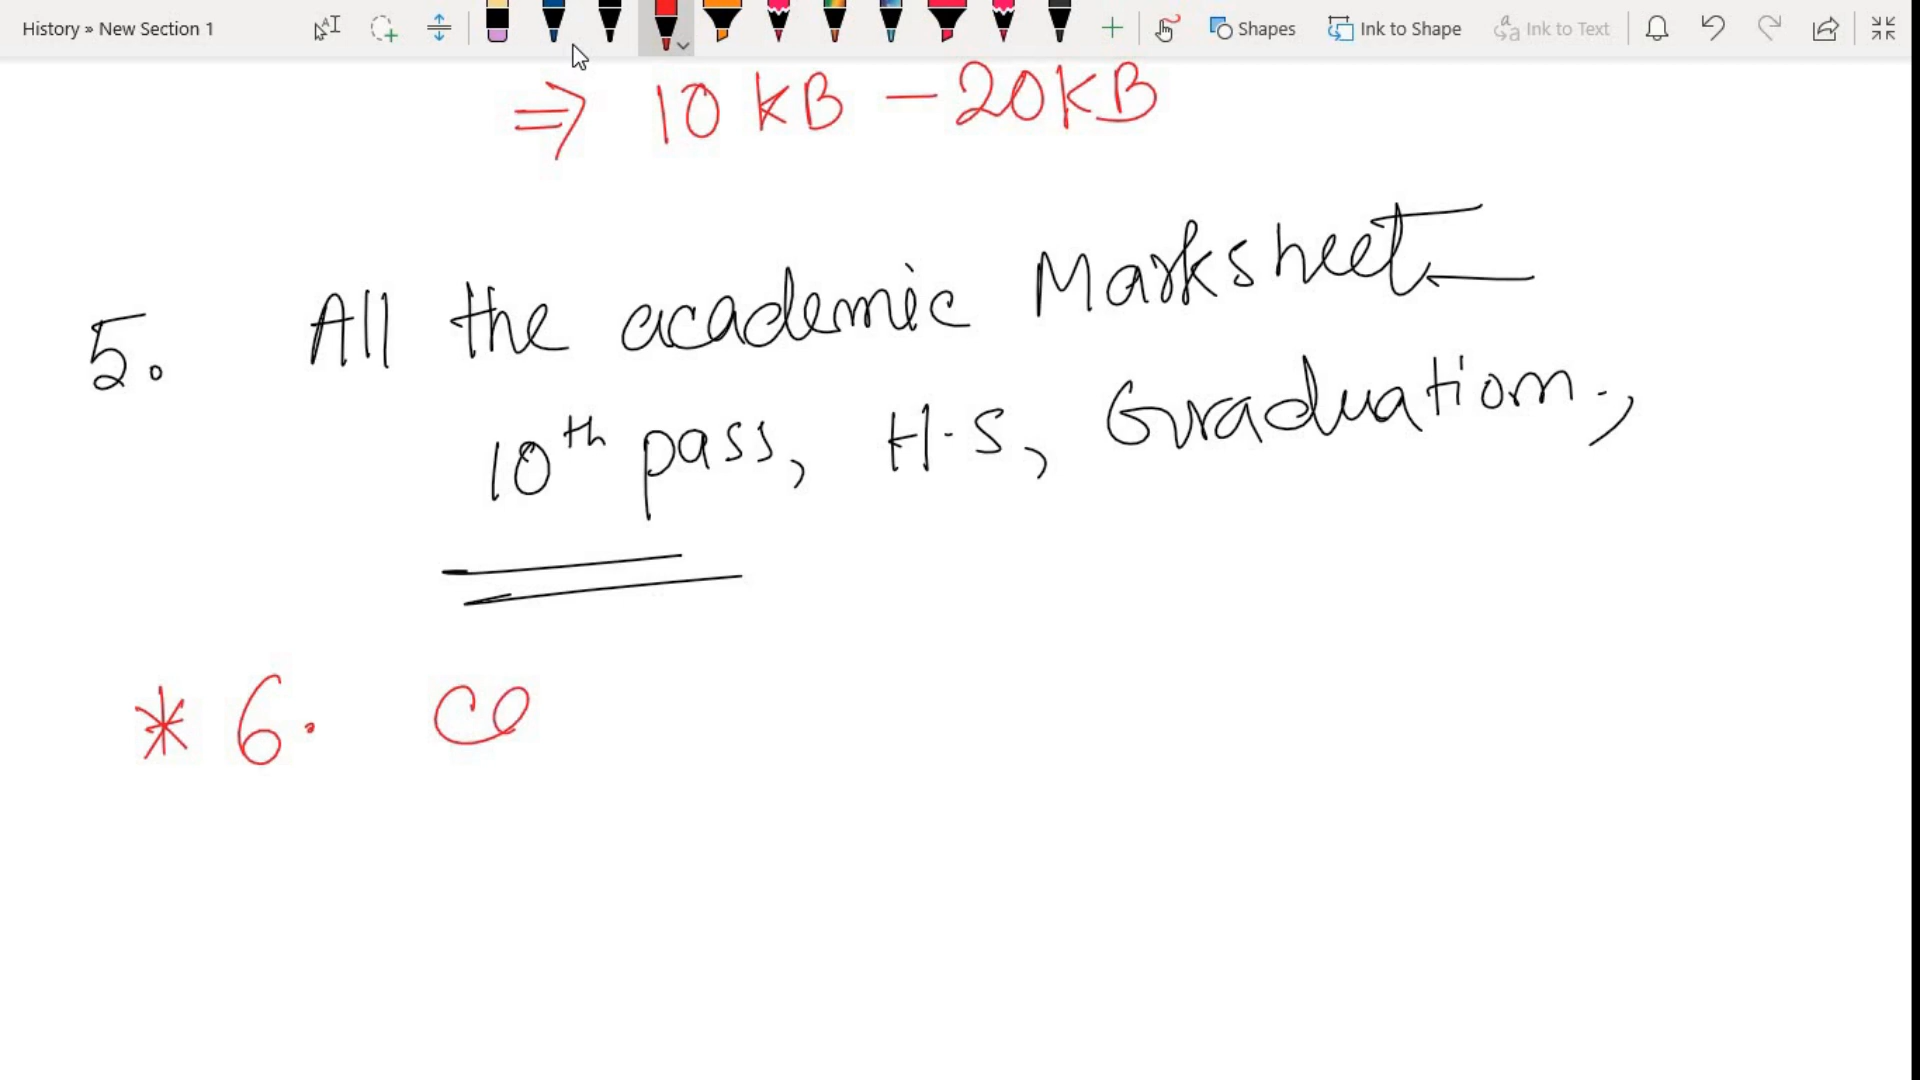 History » New Section 1 Shapes Ink to Shape Ink to Text
⇒ 10 KB - 20KB
5. All the academic Marksheet
10th pass, H.S, Graduation.,
* 6.